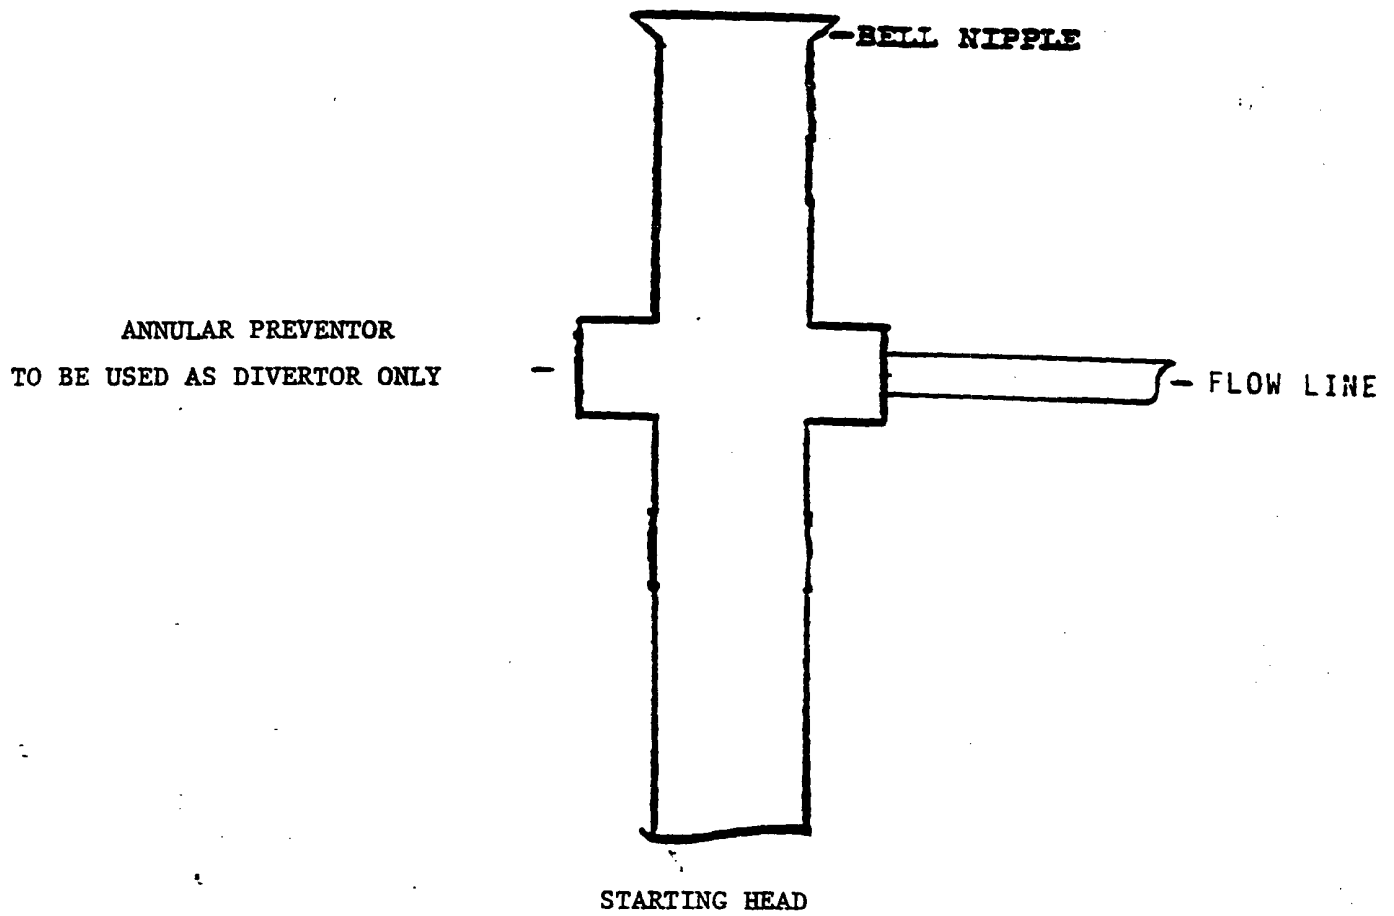 BELL NIPPLE
ANNULAR PREVENTOR
TO BE USED AS DIVERTOR ONLY
FLOW LINE
STARTING HEAD